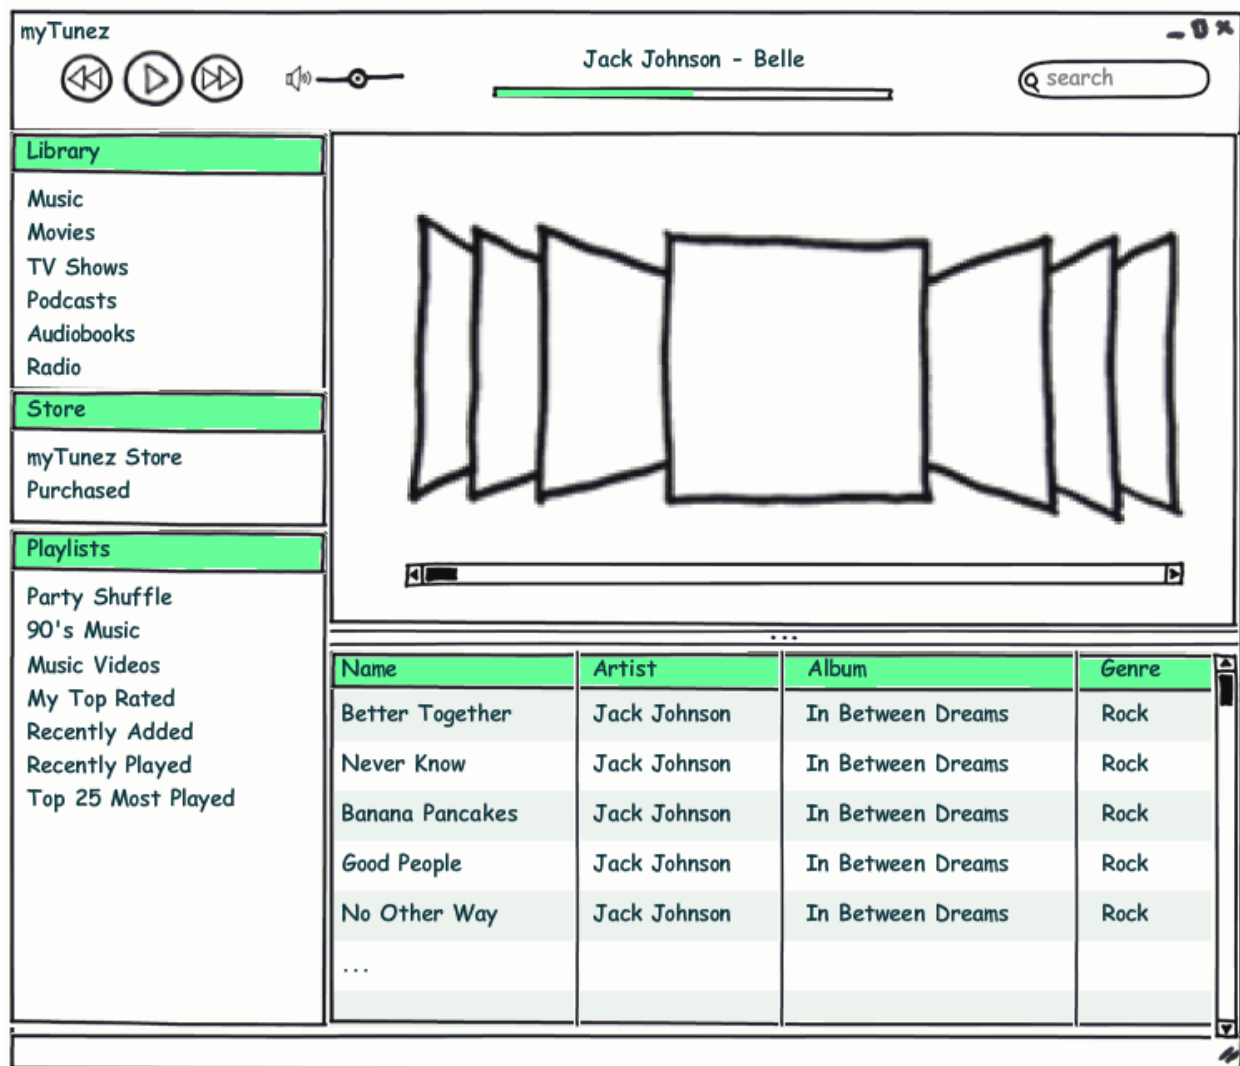 myTunez
Jack Johnson - Belle
search
Library
Music
Movies
TV Shows
Podcasts
Audiobooks
Radio
Store
myTunez Store
Purchased
Playlists
Party Shuffle
90's Music
Music Videos
My Top Rated
Recently Added
Recently Played
Top 25 Most Played
...
Name Artist Album Genre
Better Together Jack Johnson In Between Dreams Rock
Never Know Jack Johnson In Between Dreams Rock
Banana Pancakes Jack Johnson In Between Dreams Rock
Good People Jack Johnson In Between Dreams Rock
No Other Way Jack Johnson In Between Dreams Rock
...